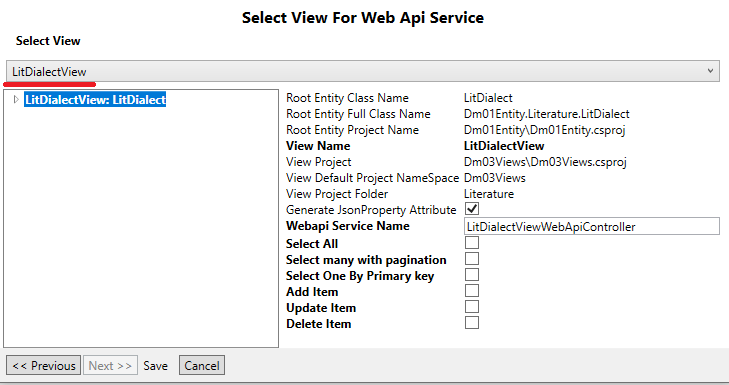 Select View For Web Api Service
Select View
LitDialectView
LitDialectView: LitDialect
Root Entity Class Name LitDialect
Root Entity Full Class Name Dm01Entity.Literature.LitDialect
Root Entity Project Name Dm01Entity\Dm01Entity.csproj
View Name LitDialectView
View Project Dm03Views\Dm03Views.csproj
View Default Project NameSpace Dm03Views
View Project Folder Literature
Generate JsonProperty Attribute
Webapi Service Name LitDialectViewWebApiController
Select All
Select many with pagination
Select One By Primary key
Add Item
Update Item
Delete Item
<< Previous Next >> Save Cancel